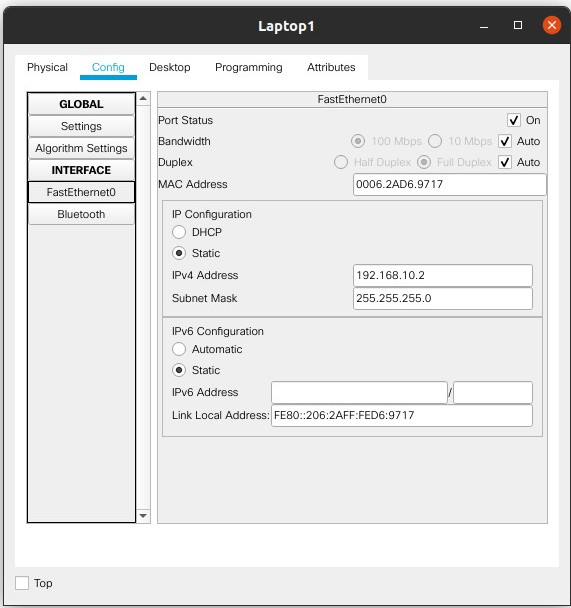 Laptop1
Physical Config Desktop Programming Attributes
GLOBAL
Settings
Algorithm Settings
INTERFACE
FastEthernet0
Bluetooth
FastEthernet0
Port Status On
Bandwidth 100 Mbps 10 Mbps Auto
Duplex Half Duplex Full Duplex Auto
MAC Address 0006.2AD6.9717
IP Configuration
DHCP
Static
IPv4 Address 192.168.10.2
Subnet Mask 255.255.255.0
IPv6 Configuration
Automatic
Static
IPv6 Address /
Link Local Address: FE80::206:2AFF:FED6:9717
Top